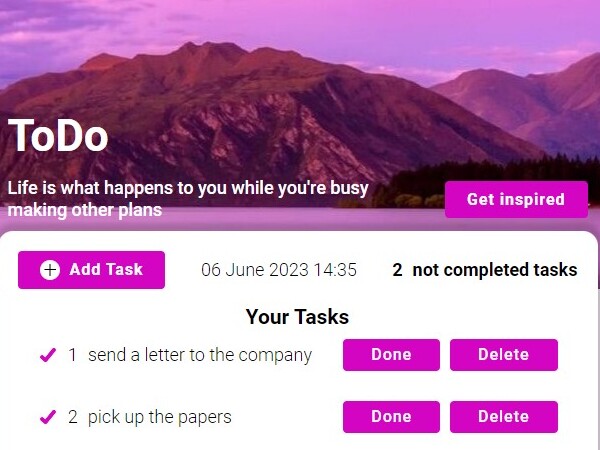 ToDo
Life is what happens to you while you're busy
making other plans
Get inspired
Add Task
06 June 2023 14:35
2 not completed tasks
Your Tasks
1 send a letter to the company
Done
Delete
2 pick up the papers
Done
Delete